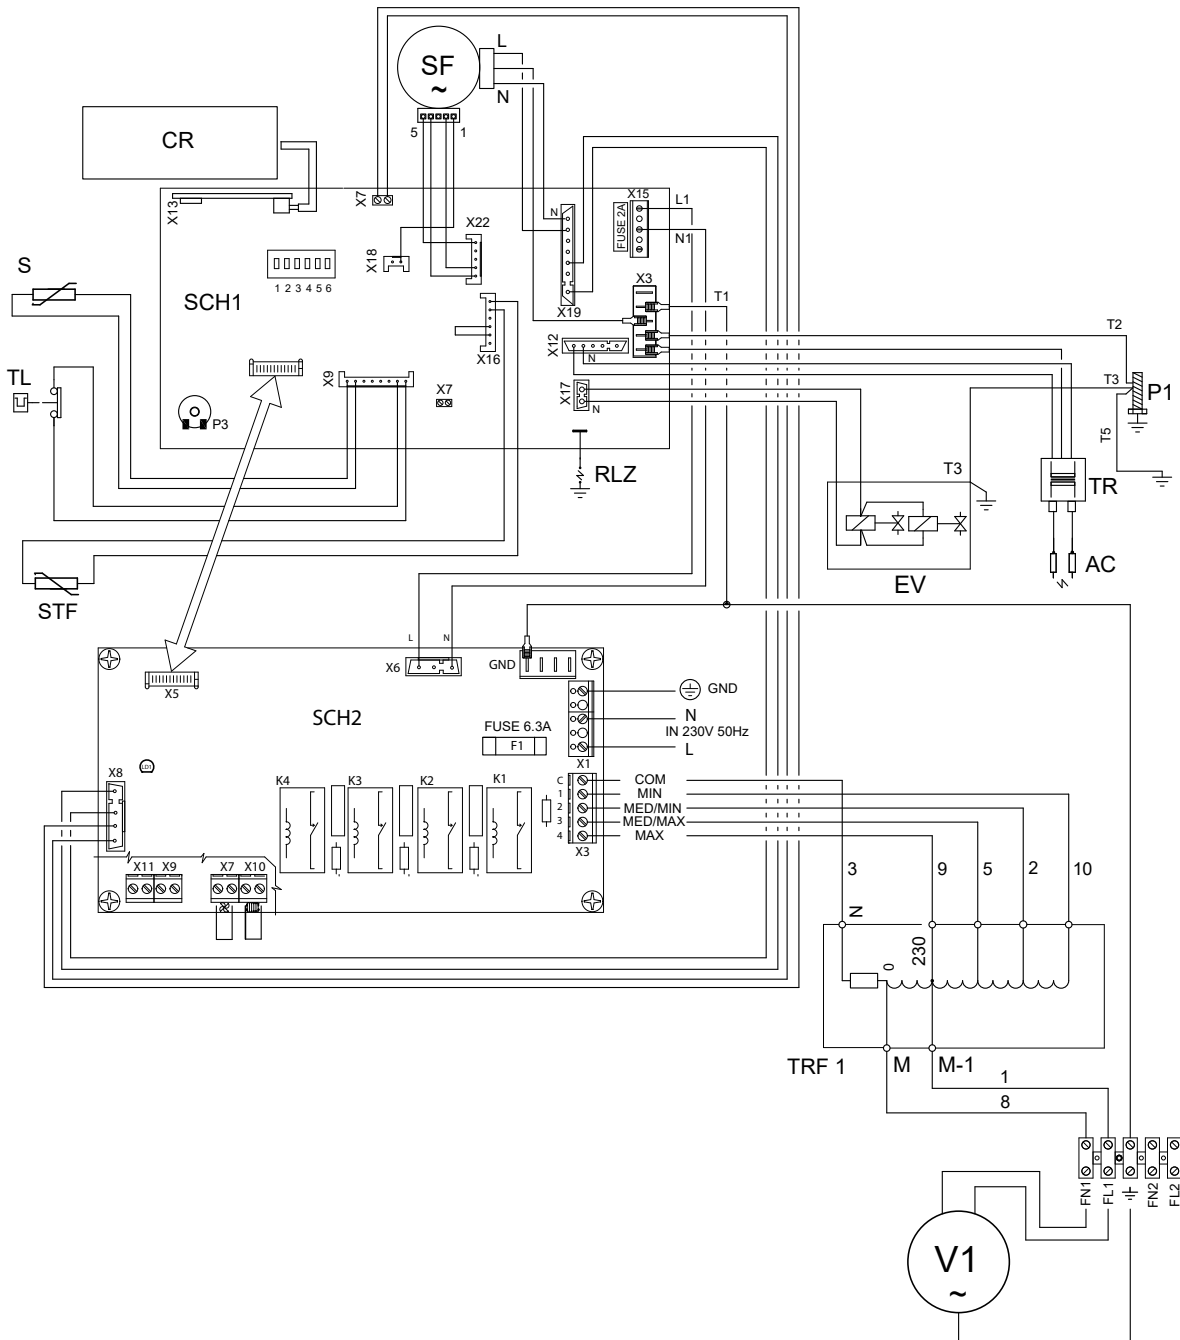 L
SF
~
N
5 1
CR
X13
X7
X15
L1
FUSE 2A
N1
N
X22
X18
S
1 2 3 4 5 6
SCH1
X3
T1
X19
X16
X12
N
T2
TL
X9
X7
X17
N
T3
P1
P3
T5
RLZ
T3
TR
AC
EV
STF
L N
X6
GND
X5
SCH2
GND
N
FUSE 6.3A
IN 230V 50Hz
F1
L
X1
LD1
X8
K4 K3 K2 K1
C COM
1 MIN
2 MED/MIN
3 MED/MAX
4 MAX
X3
X11 X9 X7 X10
3 9 5 2 10
N
230
0
TRF 1
M M-1
1
8
FN1
FL1
FN2
FL2
V1
~